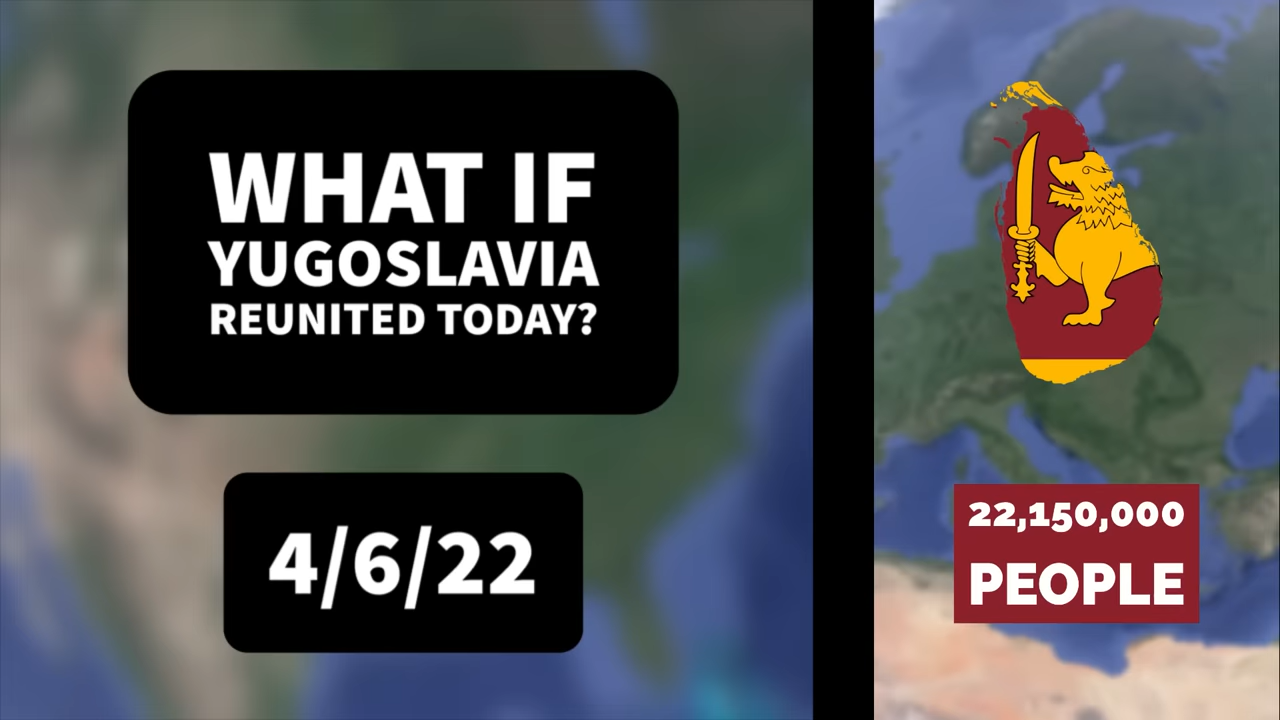 WHAT IF
YUGOSLAVIA
REUNITED TODAY?
4/6/22
22,150,000
PEOPLE